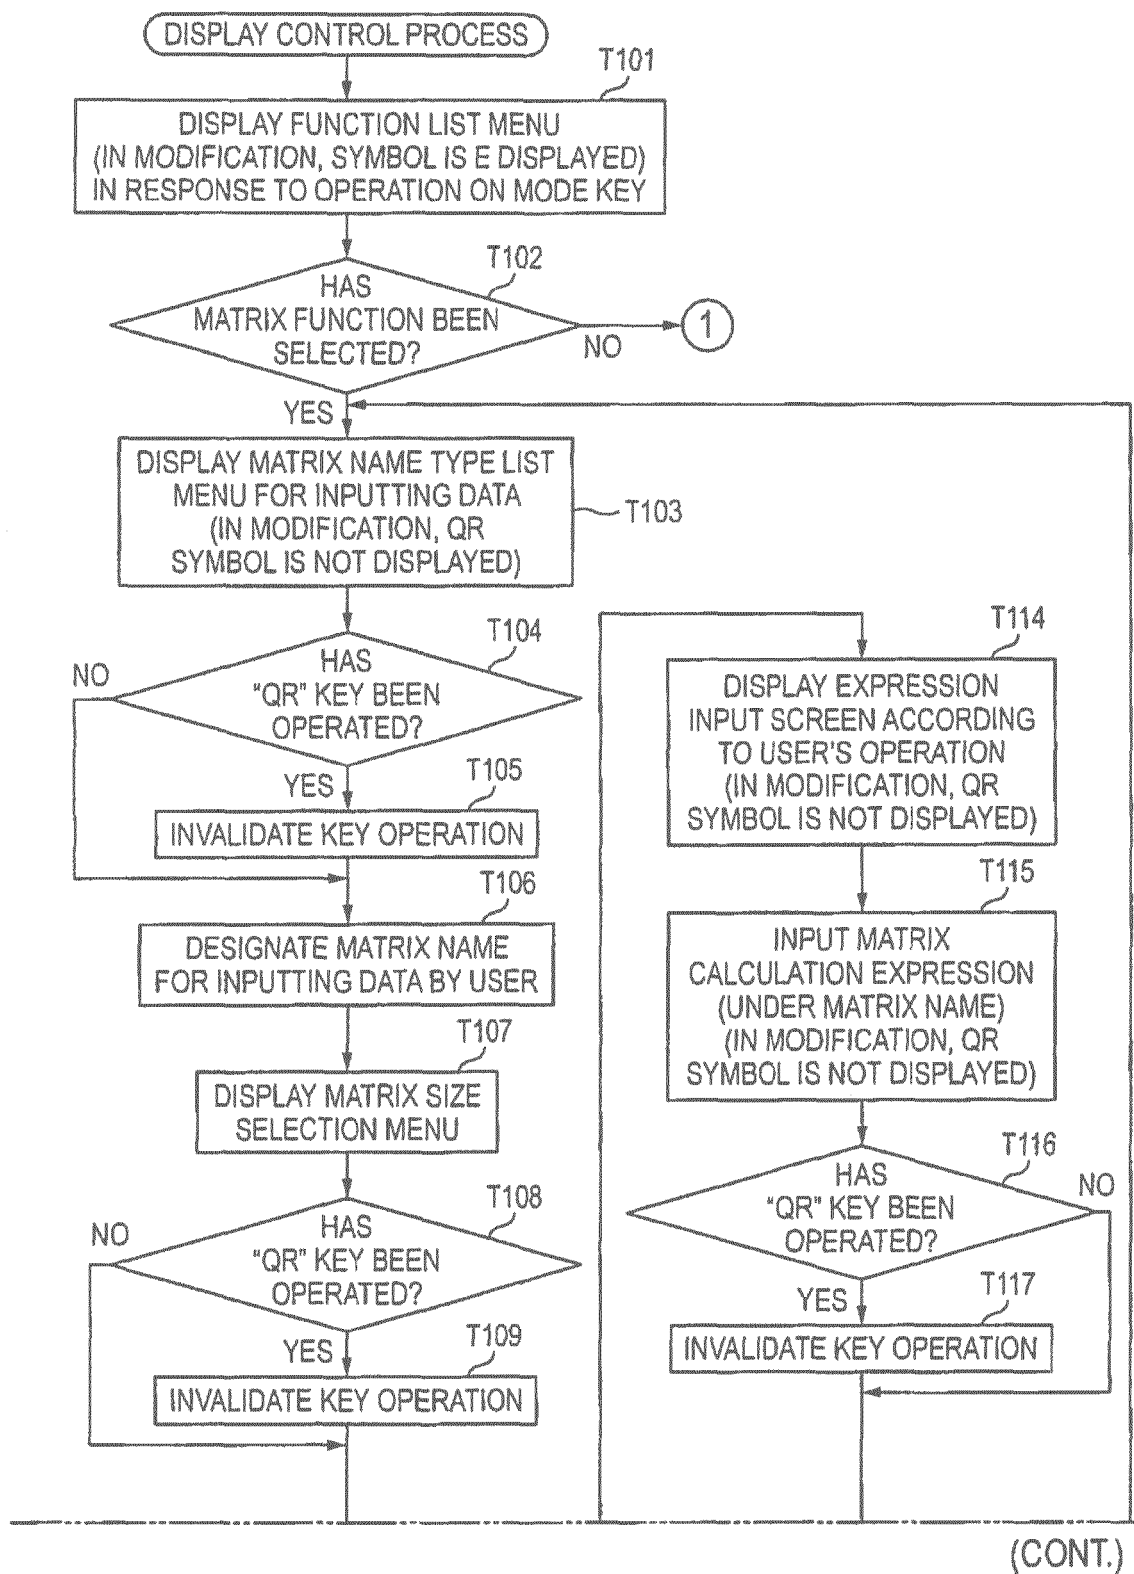 DISPLAY CONTROL PROCESS
T101
DISPLAY FUNCTION LIST MENU
(IN MODIFICATION, SYMBOL IS E DISPLAYED)
IN RESPONSE TO OPERATION ON MODE KEY
T102
HAS
MATRIX FUNCTION BEEN
SELECTED?
NO
1
YES
DISPLAY MATRIX NAME TYPE LIST
MENU FOR INPUTTING DATA
(IN MODIFICATION, QR
SYMBOL IS NOT DISPLAYED)
T103
T104
NO
HAS
“QR” KEY BEEN
OPERATED?
YES
T105
INVALIDATE KEY OPERATION
T106
DESIGNATE MATRIX NAME
FOR INPUTTING DATA BY USER
T107
DISPLAY MATRIX SIZE
SELECTION MENU
T108
NO
HAS
“QR” KEY BEEN
OPERATED?
YES
T109
INVALIDATE KEY OPERATION
T114
DISPLAY EXPRESSION
INPUT SCREEN ACCORDING
TO USER'S OPERATION
(IN MODIFICATION, QR
SYMBOL IS NOT DISPLAYED)
T115
INPUT MATRIX
CALCULATION EXPRESSION
(UNDER MATRIX NAME)
(IN MODIFICATION, QR
SYMBOL IS NOT DISPLAYED)
T116
HAS
“QR” KEY BEEN
OPERATED?
NO
YES
T117
INVALIDATE KEY OPERATION
(CONT.)